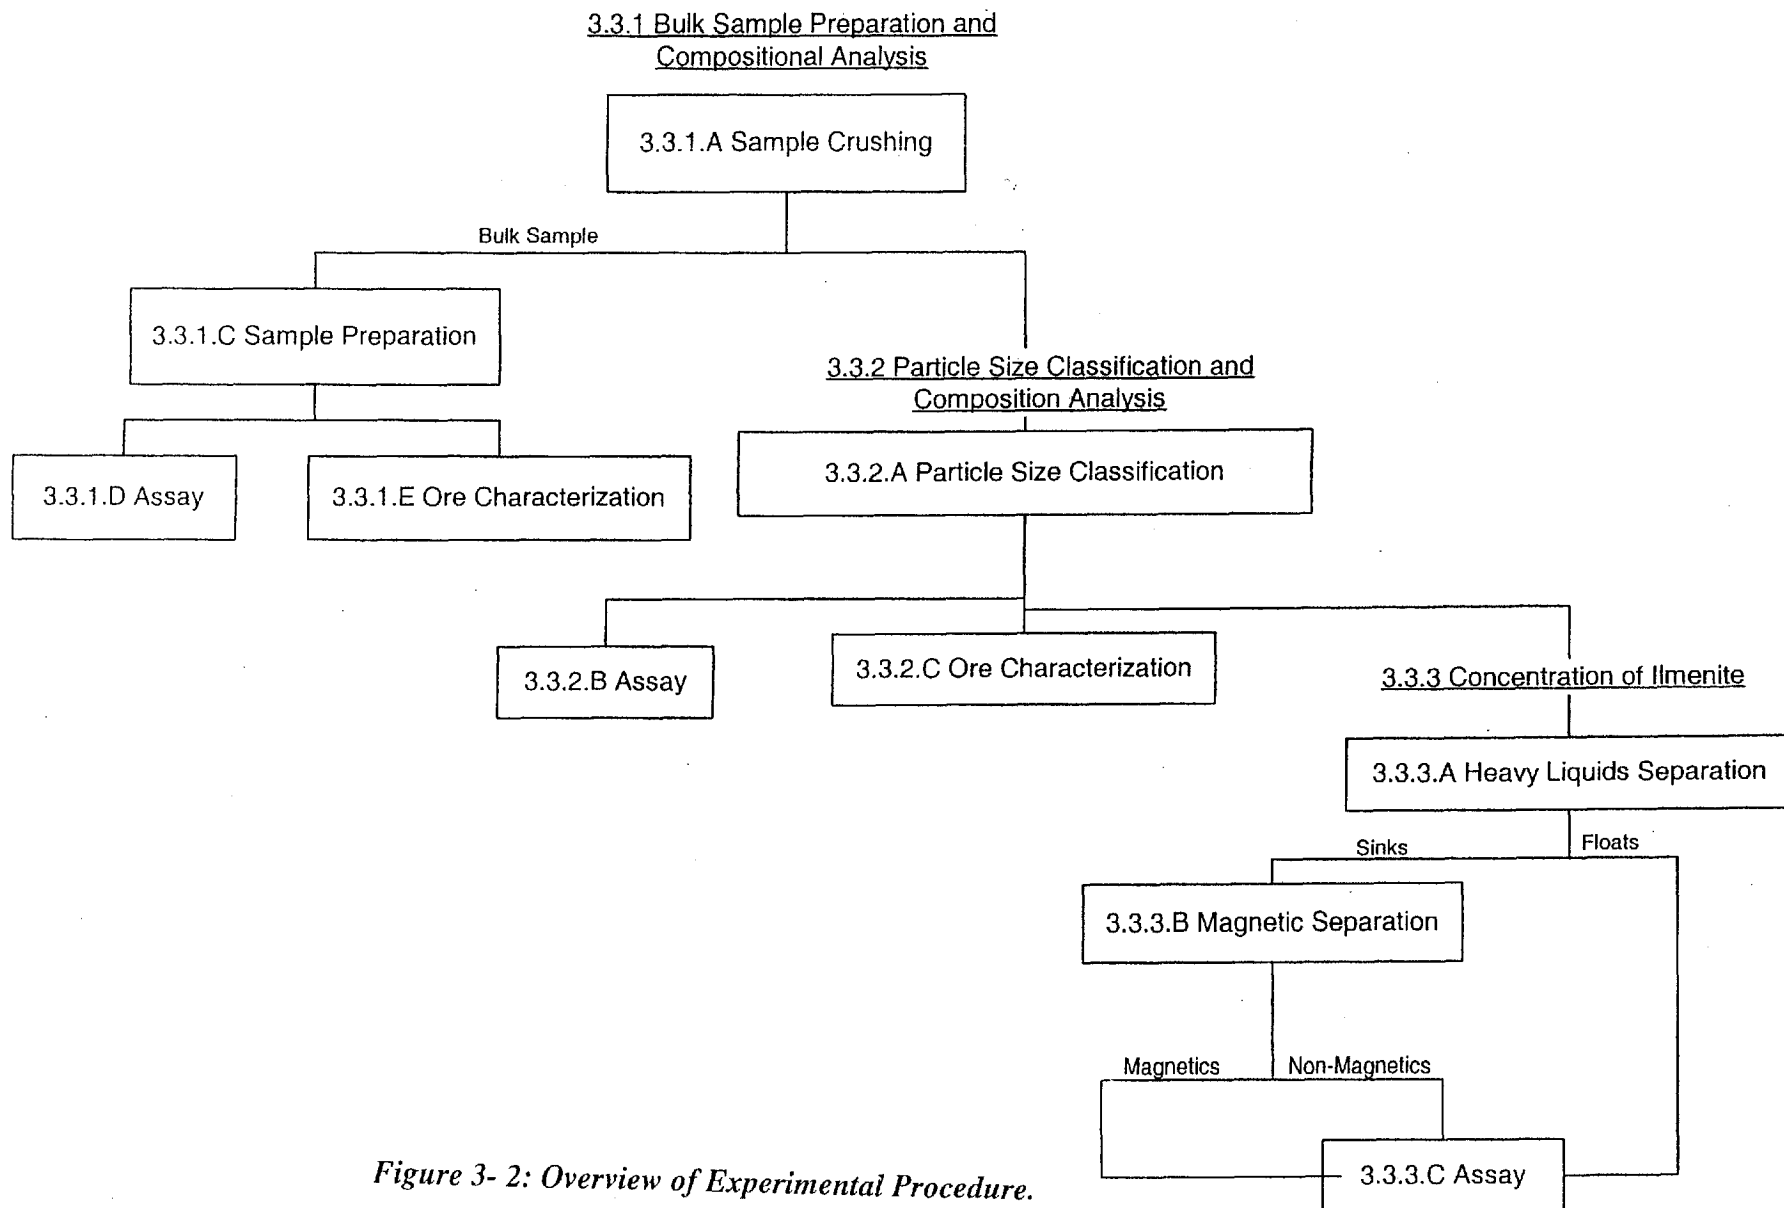 3.3.1 Bulk Sample Preparation and
Compositional Analysis
3.3.1.A Sample Crushing
Bulk Sample
3.3.1.C Sample Preparation
3.3.2 Particle Size Classification and
Composition Analysis
3.3.2.A Particle Size Classification
3.3.1.D Assay
3.3.1.E Ore Characterization
3.3.2.B Assay
3.3.2.C Ore Characterization
3.3.3 Concentration of Ilmenite
3.3.3.A Heavy Liquids Separation
Sinks
Floats
3.3.3.B Magnetic Separation
Magnetics
Non-Magnetics
3.3.3.C Assay
Figure 3- 2: Overview of Experimental Procedure.